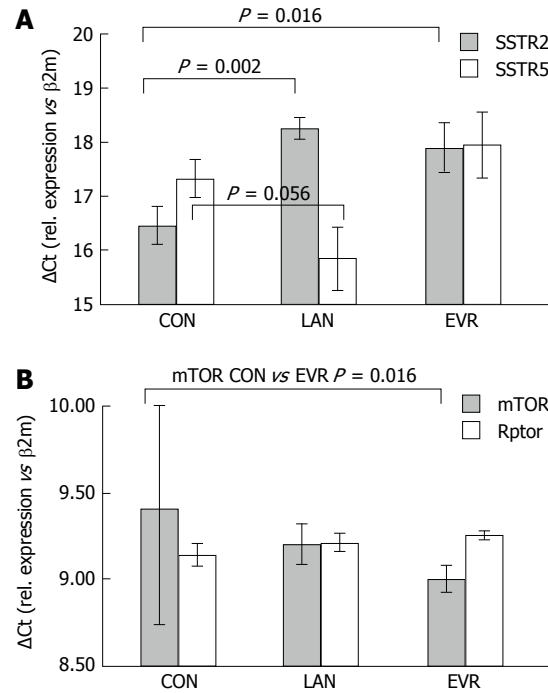 A
P = 0.016
SSTR2
SSTR5
P = 0.002
P = 0.056
ΔCt (rel. expression vs β2m)
20
19
18
17
16
15
CON LAN EVR
B
mTOR CON vs EVR P = 0.016
mTOR
Rptor
ΔCt (rel. expression vs β2m)
10.00
9.50
9.00
8.50
CON LAN EVR